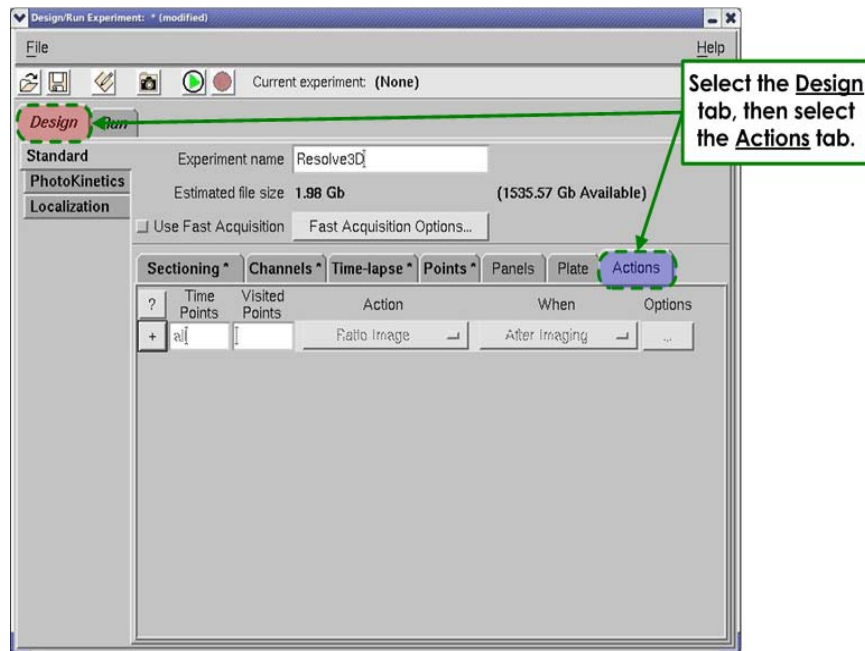 Design/Run Experiment: * (modified)
File
Help
Current experiment: (None)
Select the Design
tab, then select
the Actions tab.
Design
Run
Standard
PhotoKinetics
Localization
Experiment name
Resolve3D
Estimated file size 1.98 Gb
(1535.57 Gb Available)
Use Fast Acquisition
Fast Acquisition Options...
Sectioning *
Channels *
Time-lapse *
Points *
Panels
Plate
Actions
?
Time
Points
Visited
Points
Action
When
Options
+
all
Ratio Image
After Imaging
...